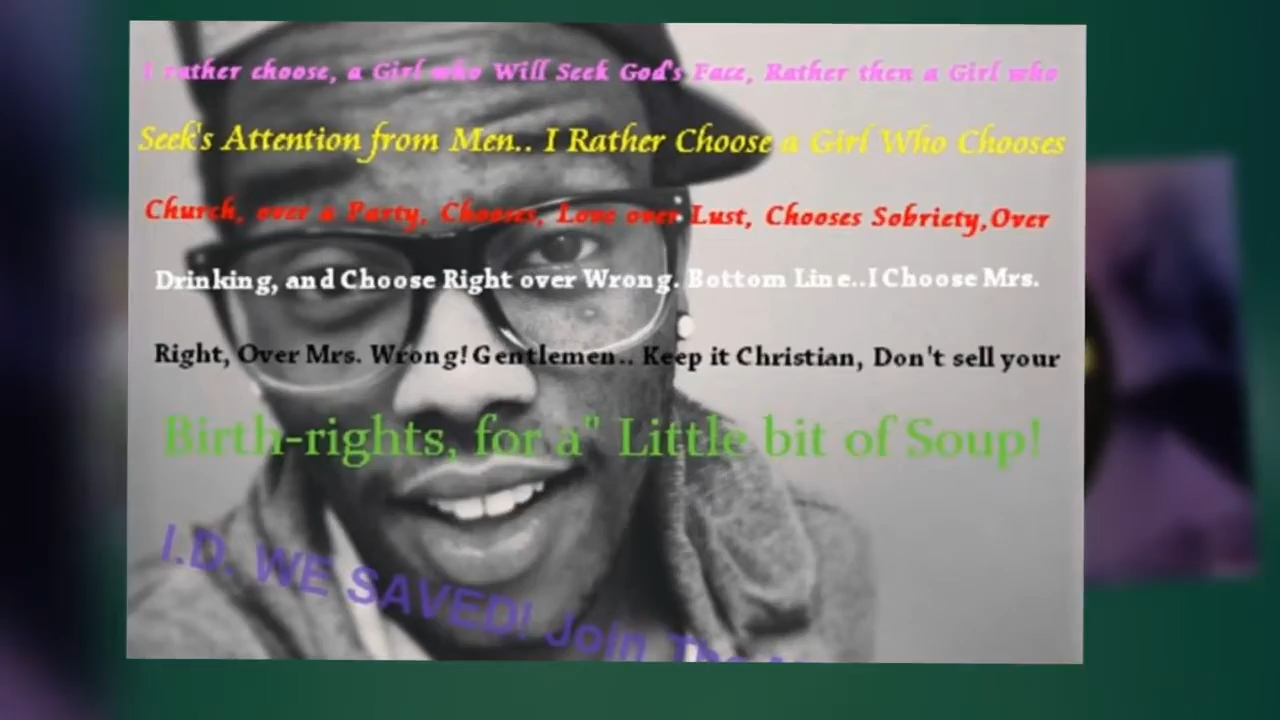 I rather choose, a Girl who Will Seek God's Face, Rather then a Girl who
Seek's Attention from Men.. I Rather Choose a Girl Who Chooses
Church, over a Party, Chooses, Love over Lust, Chooses Sobriety,Over
Drinking, and Choose Right over Wrong. Bottom Line..I Choose Mrs.
Right, Over Mrs. Wrong! Gentlemen.. Keep it Christian, Don't sell your
Birth-rights, for a" Little bit of Soup!
I.D. WE SAVED! Join The